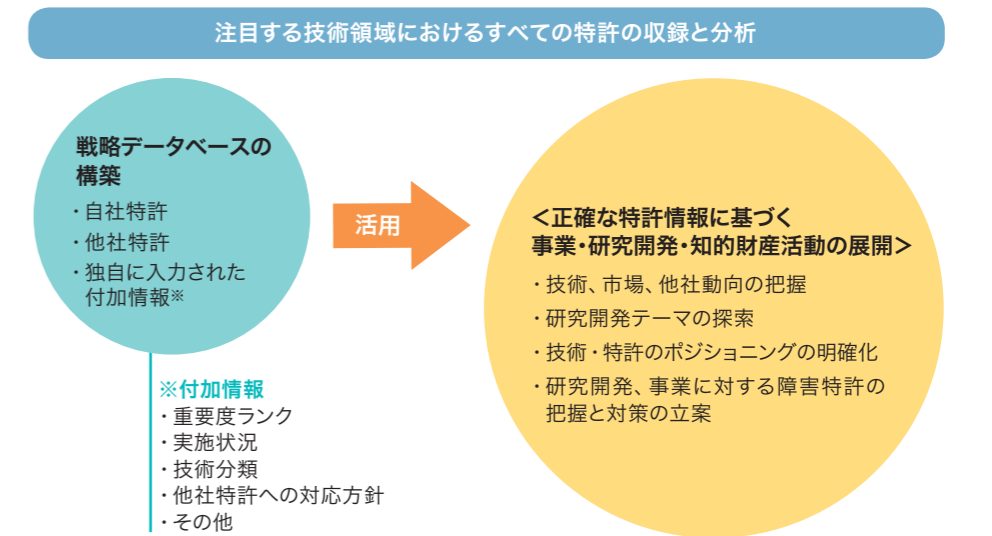 注目する技術領域におけるすべての特許の収録と分析
戦略データベースの
構築
・自社特許
・他社特許
・独自に入力された
付加情報※
活用
※付加情報
・重要度ランク
・実施状況
・技術分類
・他社特許への対応方針
・その他
＜正確な特許情報に基づく
事業・研究開発・知的財産活動の展開＞
・技術、市場、他社動向の把握
・研究開発テーマの探索
・技術・特許のポジショニングの明確化
・研究開発、事業に対する障害特許の
把握と対策の立案